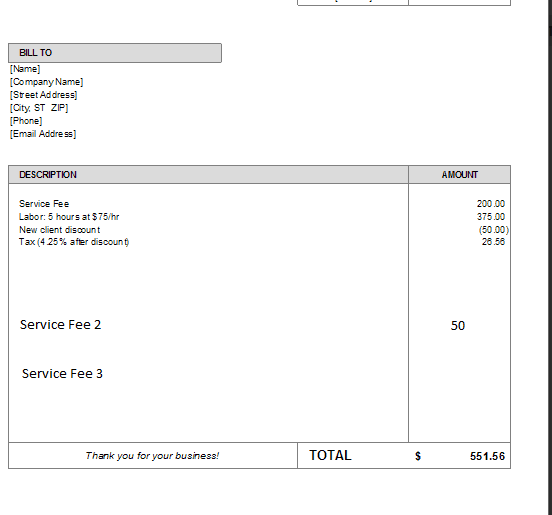 BILL TO
[Name]
[Company Name]
[Street Address]
[City, ST ZIP]
[Phone]
[Email Address]
DESCRIPTION AMOUNT
Service Fee 200.00
Labor: 5 hours at $75/hr 375.00
New client discount (50.00)
Tax (4.25% after discount) 26.56
Service Fee 2 50
Service Fee 3
Thank you for your business! TOTAL $ 551.56